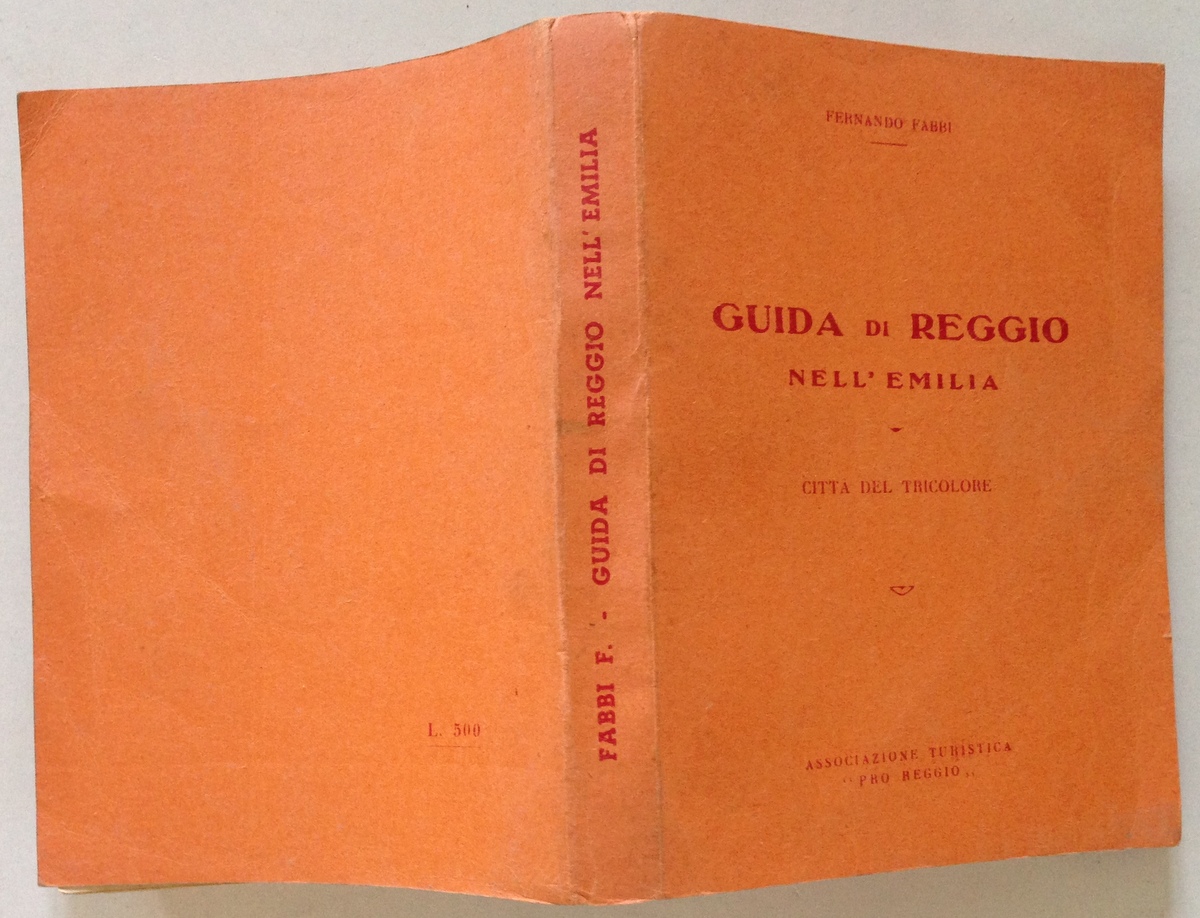 FERNANDO FABBI
GUIDA DI REGGIO
NELL' EMILIA
CITTA DEL TRICOLORE
ASSOCIAZIONE TURISTICA
“ PRO REGGIO „
FABBI F. - GUIDA DI REGGIO NELL' EMILIA
L. 500